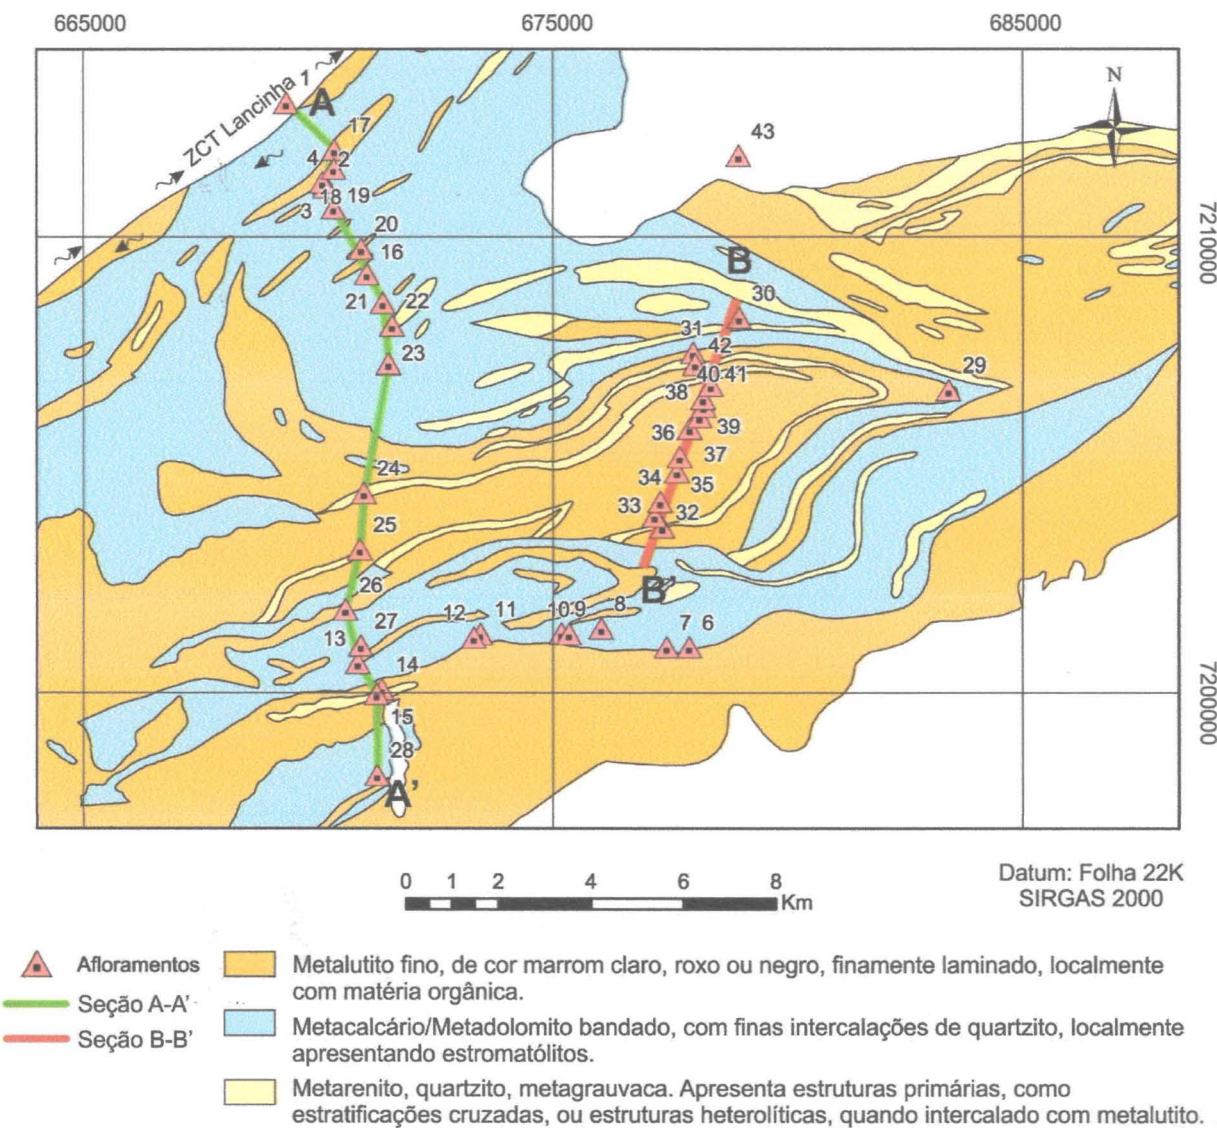 665000 675000 685000
ZCT Lancinha 1
A
17
4 2
18 19
3
20
16
21 22
23
24
25
26
27
13
14
15
28
A'
43
N
7210000
B
30
31
42
40 41
38
29
39
36
37
34
35
33 32
B'
12 11 10 9 8
7 6
7200000
0 1 2 4 6 8
Km
Datum: Folha 22K
SIRGAS 2000
Afloramentos
Seção A-A'
Seção B-B'
Metalutito fino, de cor marrom claro, roxo ou negro, finamente laminado, localmente
com matéria orgânica.
Metacalcário/Metadolomito bandado, com finas intercalações de quartzito, localmente
apresentando estromatólitos.
Metarenito, quartzito, metagrauvaca. Apresenta estruturas primárias, como
estratificações cruzadas, ou estruturas heterolíticas, quando intercalado com metalutito.